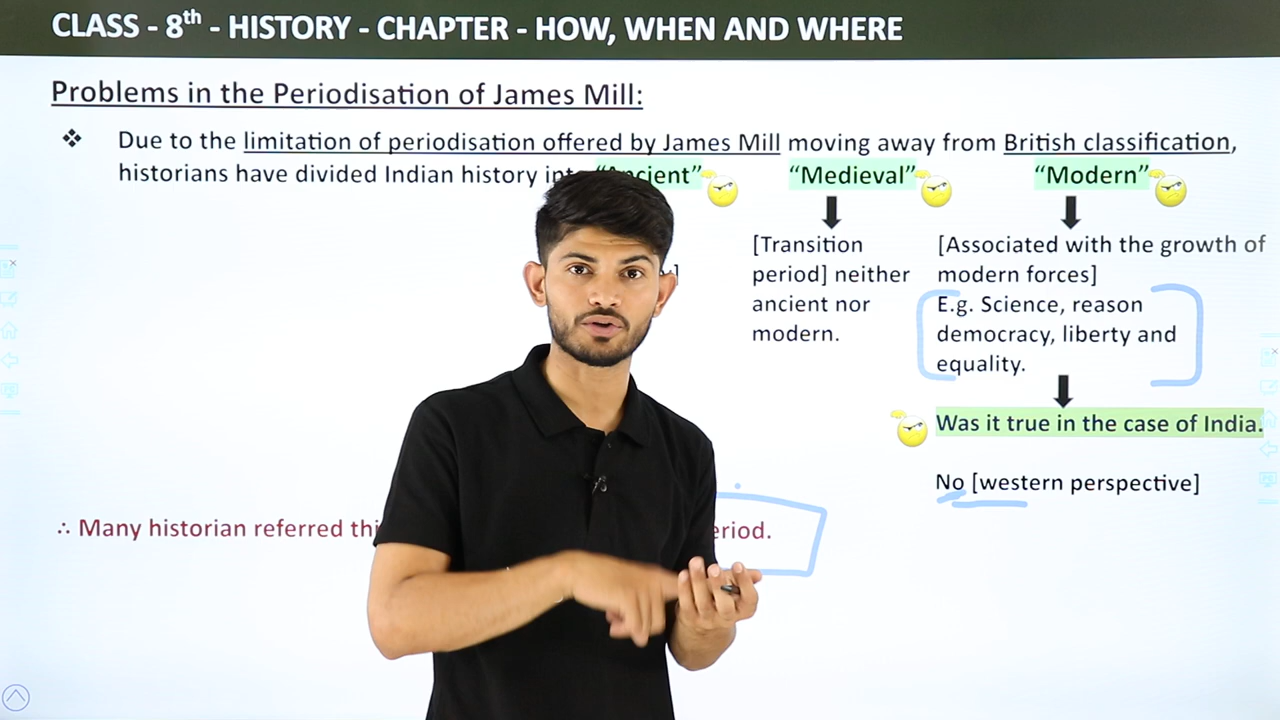 CLASS - 8th - HISTORY - CHAPTER - HOW, WHEN AND WHERE
Problems in the Periodisation of James Mill:
❖ Due to the limitation of periodisation offered by James Mill moving away from British classification,
historians have divided Indian history “Medieval” “Modern”
[Transition
period] neither
ancient nor
modern.
[Associated with the growth of
modern forces]
E.g. Science, reason
democracy, liberty and
equality.
Was it true in the case of India.
No [western perspective]
∴ Many historian referred